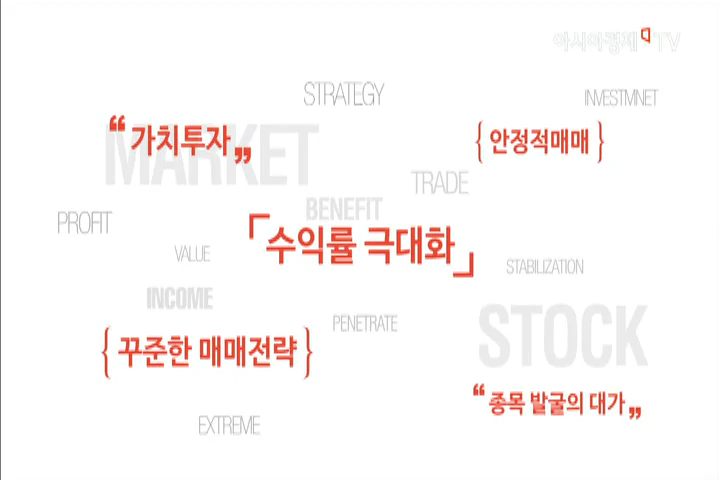 아시아경제 TV
STRATEGY
INVESTMNET
MARKET
“가치투자„
{안정적매매}
TRADE
BENEFIT
PROFIT
「수익률 극대화」
VALUE
STABILIZATION
INCOME
STOCK
PENETRATE
{꾸준한 매매전략}
“종목 발굴의 대가„
EXTREME